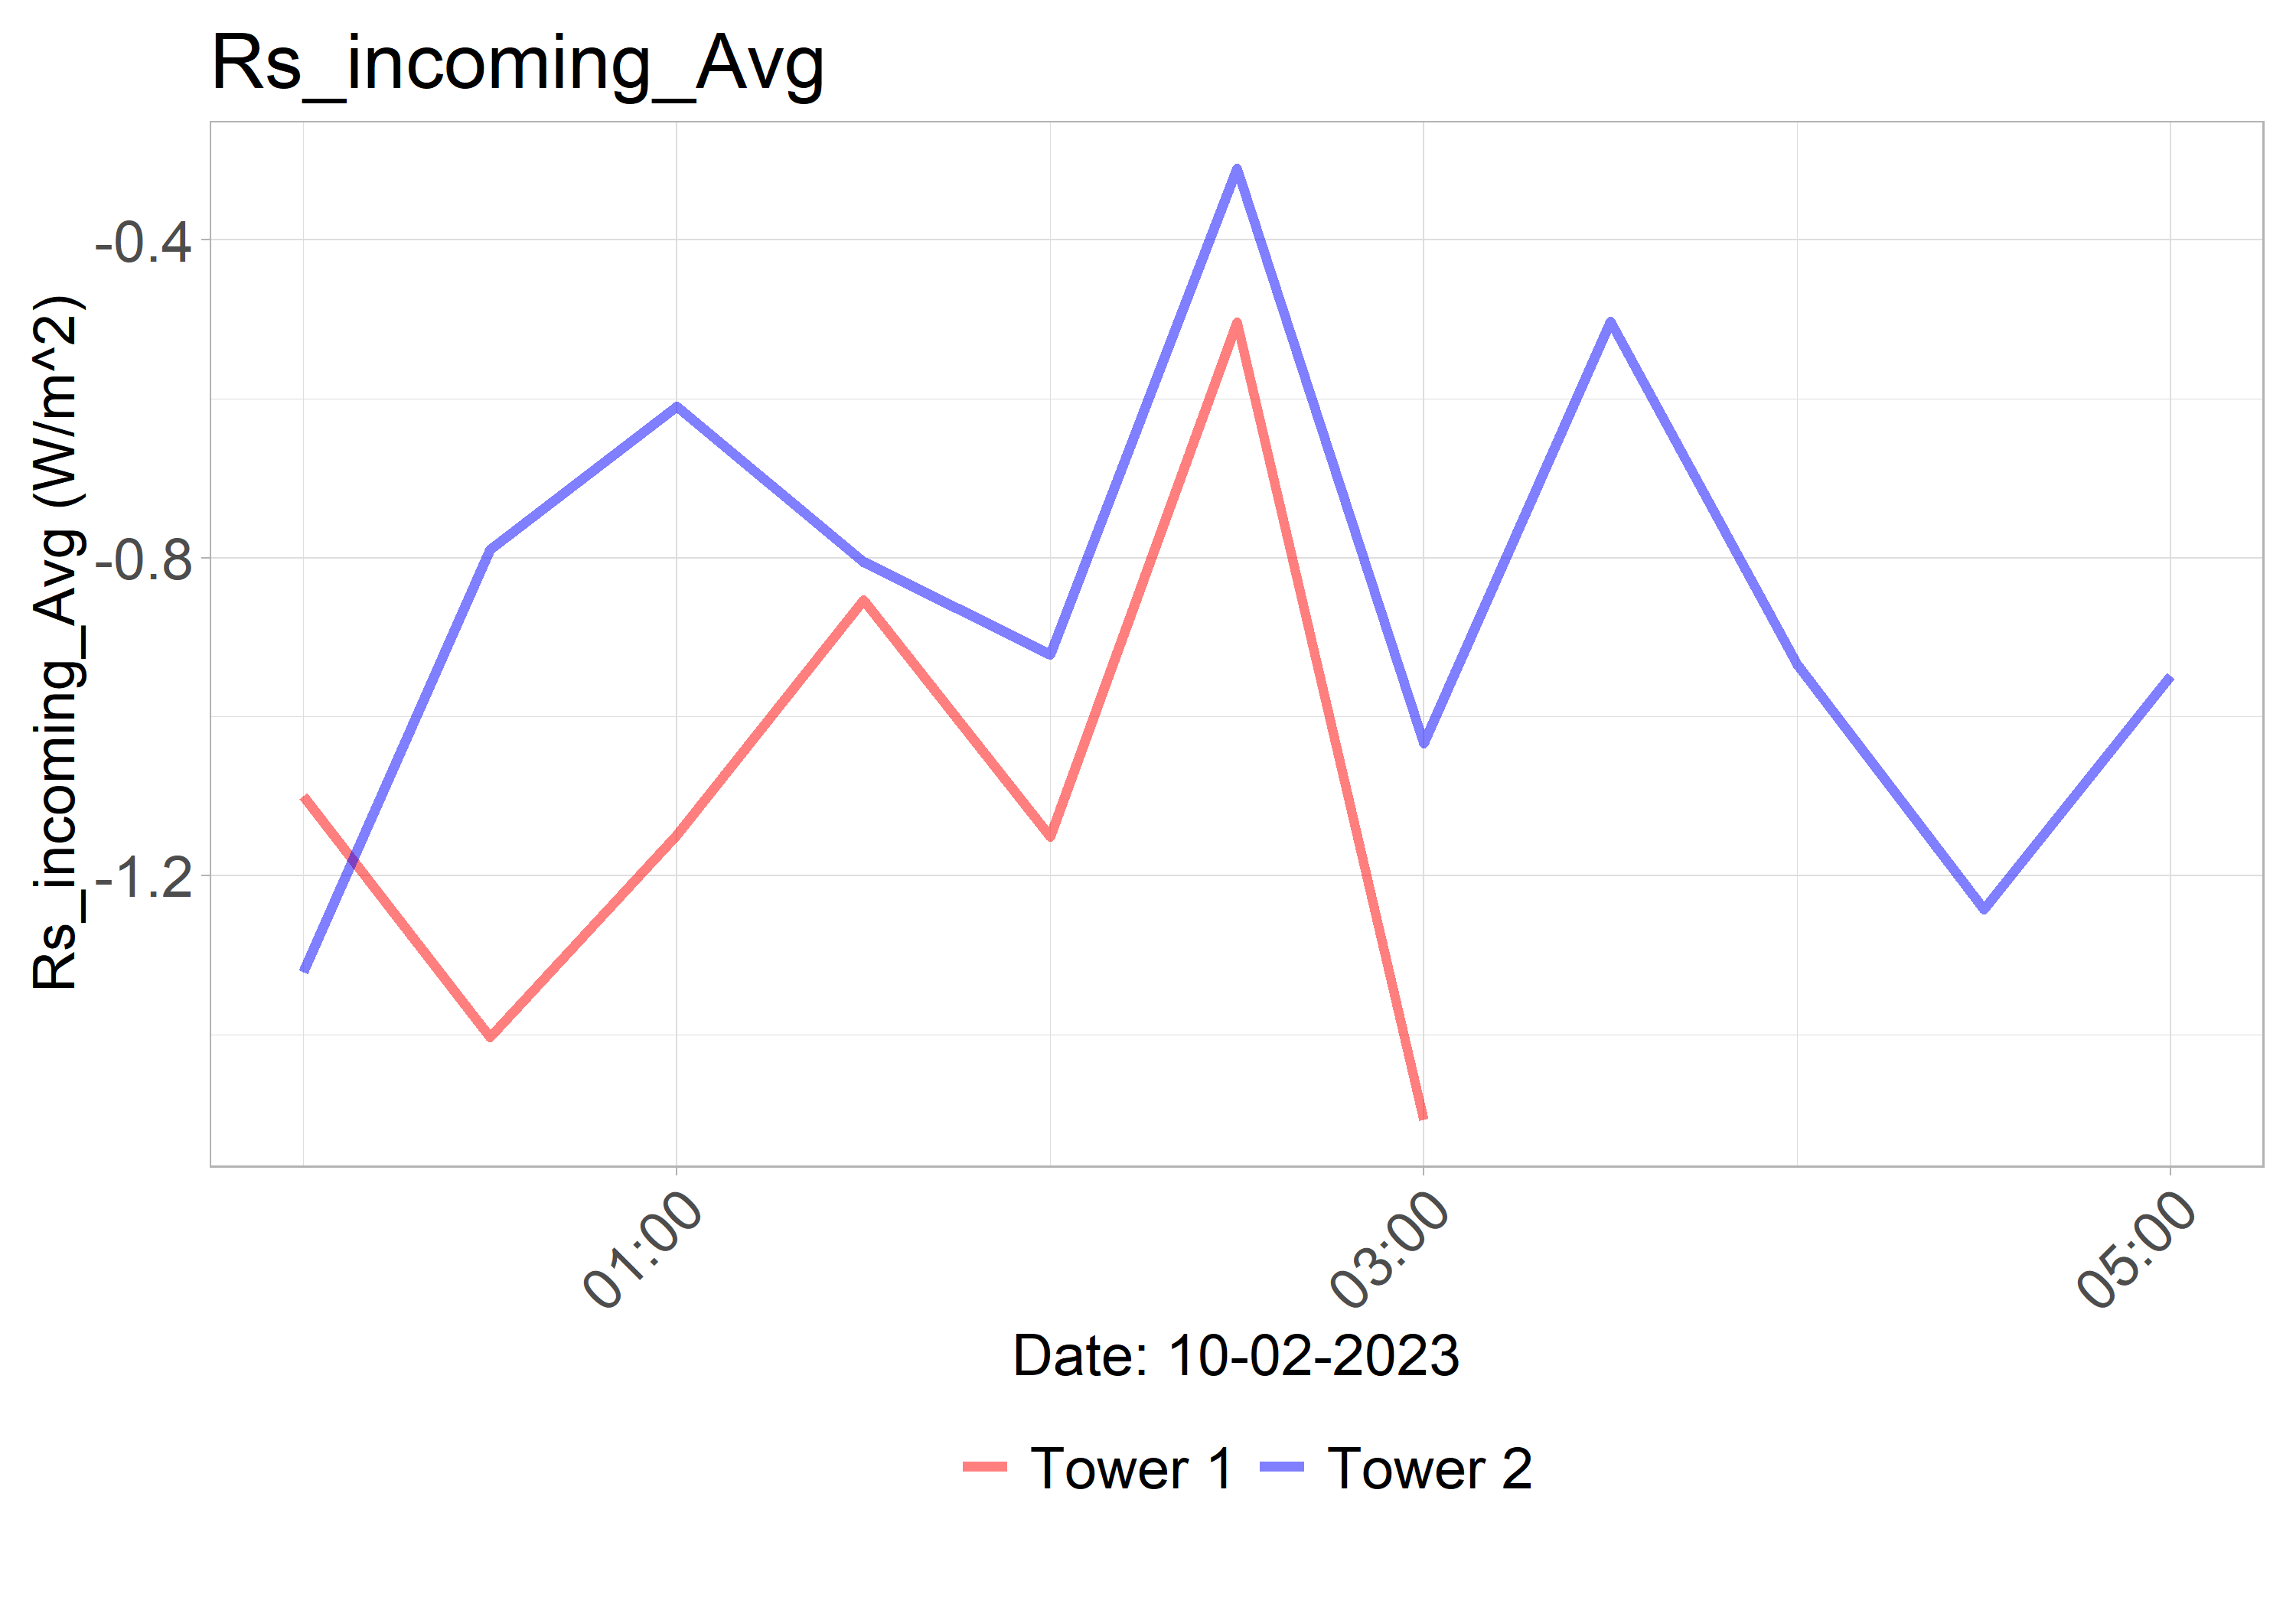 Rs_incoming_Avg
Rs_incoming_Avg (W/m^2)
-0.4
-0.8
-1.2
01:00
03:00
05:00
Date: 10-02-2023
Tower 1
Tower 2